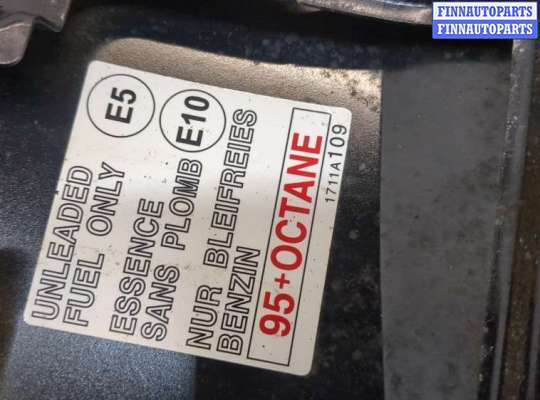 FINNAUTOPARTS
FINNAUTOPARTS
E5 E10
UNLEADED
FUEL ONLY
ESSENCE
SANS PLOMB
NUR BLEIFREIES
BENZIN
95+OCTANE
1711A109